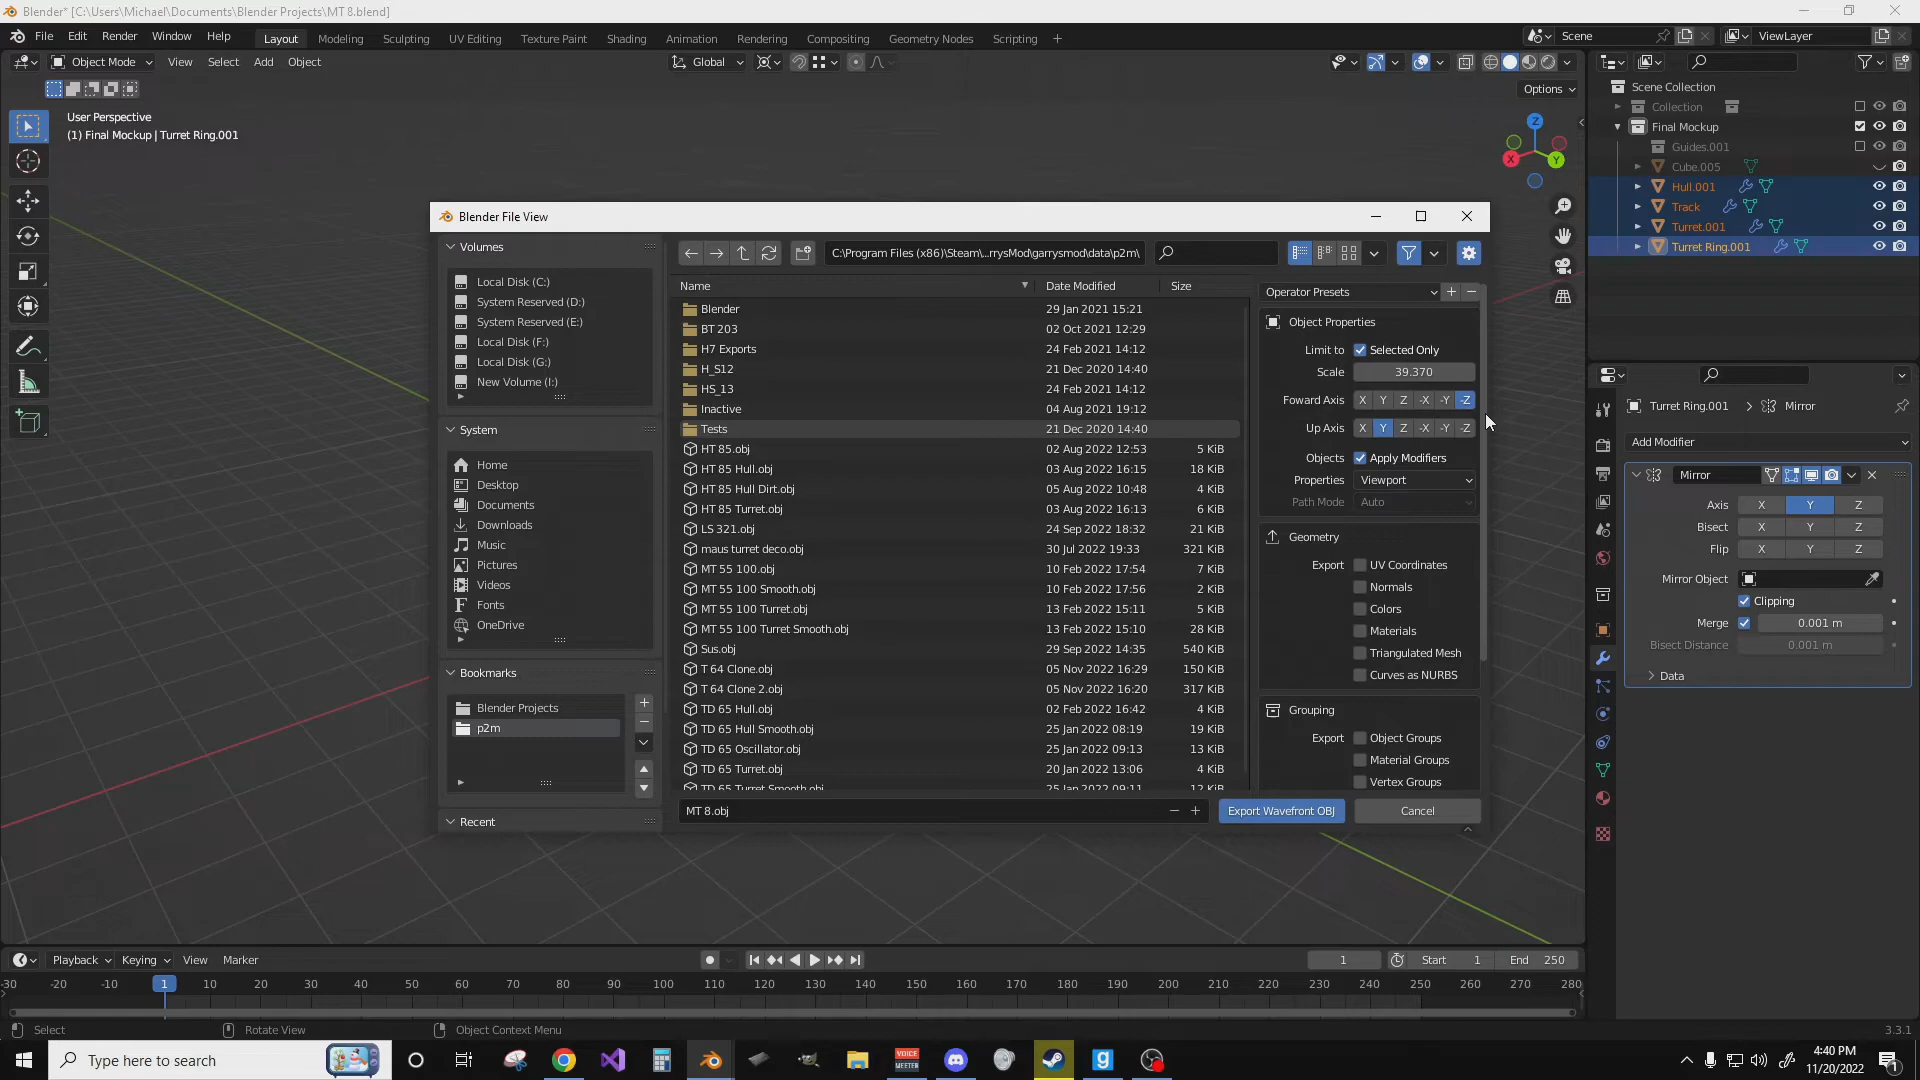 Blender* [C:\Users\Michael\Documents\Blender Projects\MT 8.blend]
File Edit Render Window Help Layout Modeling Sculpting UV Editing Texture Paint Shading Animation Rendering Compositing Geometry Nodes Scripting + Scene ViewLayer
Object Mode View Select Add Object Global
Options
User Perspective
(1) Final Mockup | Turret Ring.001
Z
X Y
Scene Collection
Collection
Final Mockup
Guides.001
Cube.005
Hull.001
Track
Turret.001
Turret Ring.001
Blender File View
Volumes
Local Disk (C:)
System Reserved (D:)
System Reserved (E:)
Local Disk (F:)
Local Disk (G:)
New Volume (I:)
System
Home
Desktop
Documents
Downloads
Music
Pictures
Videos
Fonts
OneDrive
Bookmarks
Blender Projects
p2m
Recent
C:\Program Files (x86)\Steam\...rrysMod\garrysmod\data\p2m\
Name Date Modified Size
Blender 29 Jan 2021 15:21
BT 203 02 Oct 2021 12:29
H7 Exports 24 Feb 2021 14:12
H_S12 21 Dec 2020 14:40
HS_13 24 Feb 2021 14:12
Inactive 04 Aug 2021 19:12
Tests 21 Dec 2020 14:40
HT 85.obj 02 Aug 2022 12:53 5 KiB
HT 85 Hull.obj 03 Aug 2022 16:15 18 KiB
HT 85 Hull Dirt.obj 05 Aug 2022 10:48 4 KiB
HT 85 Turret.obj 03 Aug 2022 16:13 6 KiB
LS 321.obj 24 Sep 2022 18:32 21 KiB
maus turret deco.obj 30 Jul 2022 19:33 321 KiB
MT 55 100.obj 10 Feb 2022 17:54 7 KiB
MT 55 100 Smooth.obj 10 Feb 2022 17:56 2 KiB
MT 55 100 Turret.obj 13 Feb 2022 15:11 5 KiB
MT 55 100 Turret Smooth.obj 13 Feb 2022 15:10 28 KiB
Sus.obj 29 Sep 2022 14:35 540 KiB
T 64 Clone.obj 05 Nov 2022 16:29 150 KiB
T 64 Clone 2.obj 05 Nov 2022 16:20 317 KiB
TD 65 Hull.obj 02 Feb 2022 16:42 4 KiB
TD 65 Hull Smooth.obj 25 Jan 2022 08:19 19 KiB
TD 65 Oscillator.obj 25 Jan 2022 09:13 13 KiB
TD 65 Turret.obj 20 Jan 2022 13:06 4 KiB
TD 65 Turret Smooth.obj 25 Jan 2022 09:11 12 KiB
MT 8.obj
Export Wavefront OBJ Cancel
Operator Presets
Object Properties
Limit to Selected Only
Scale 39.370
Foward Axis X Y Z -X -Y -Z
Up Axis X Y Z -X -Y -Z
Objects Apply Modifiers
Properties Viewport
Path Mode Auto
Geometry
Export UV Coordinates
Normals
Colors
Materials
Triangulated Mesh
Curves as NURBS
Grouping
Export Object Groups
Material Groups
Vertex Groups
Turret Ring.001 > Mirror
Add Modifier
Mirror
Axis X Y Z
Bisect X Y Z
Flip X Y Z
Mirror Object
Clipping
Merge 0.001 m
Bisect Distance 0.001 m
Data
Playback Keying View Marker 1 Start 1 End 250
-30 -20 -10 1 10 20 30 40 50 60 70 80 90 100 110 120 130 140 150 160 170 180 190 200 210 220 230 240 250 260 270 280
Select Rotate View Object Context Menu 3.3.1
Type here to search
VOICE MEETER
g
4:40 PM
11/20/2022
1